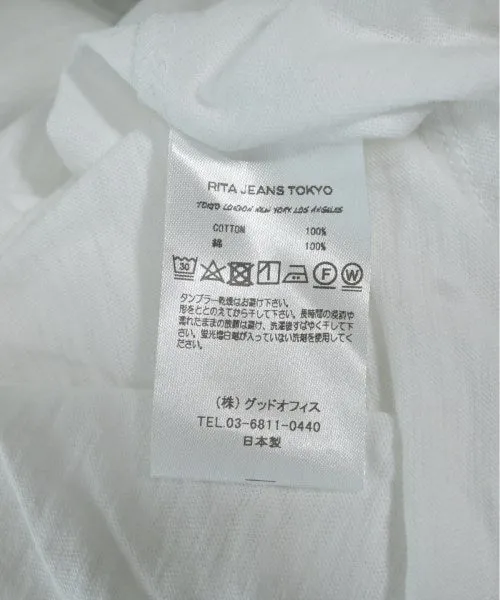 RITA JEANS TOKYO
TOKYO LONDON NEW YORK LOS ANGELES
COTTON 100%
綿 100%
30 F W
タンブラー乾燥はお避け下さい。
形をととのえてから干して下さい。長時間の浸漬や
濡れたままの放置は避け、洗濯後すばやく干して下
さい。蛍光増白剤が入っていない洗剤を使用してく
ださい。
(株)グッドオフィス
TEL.03-6811-0440
日本製